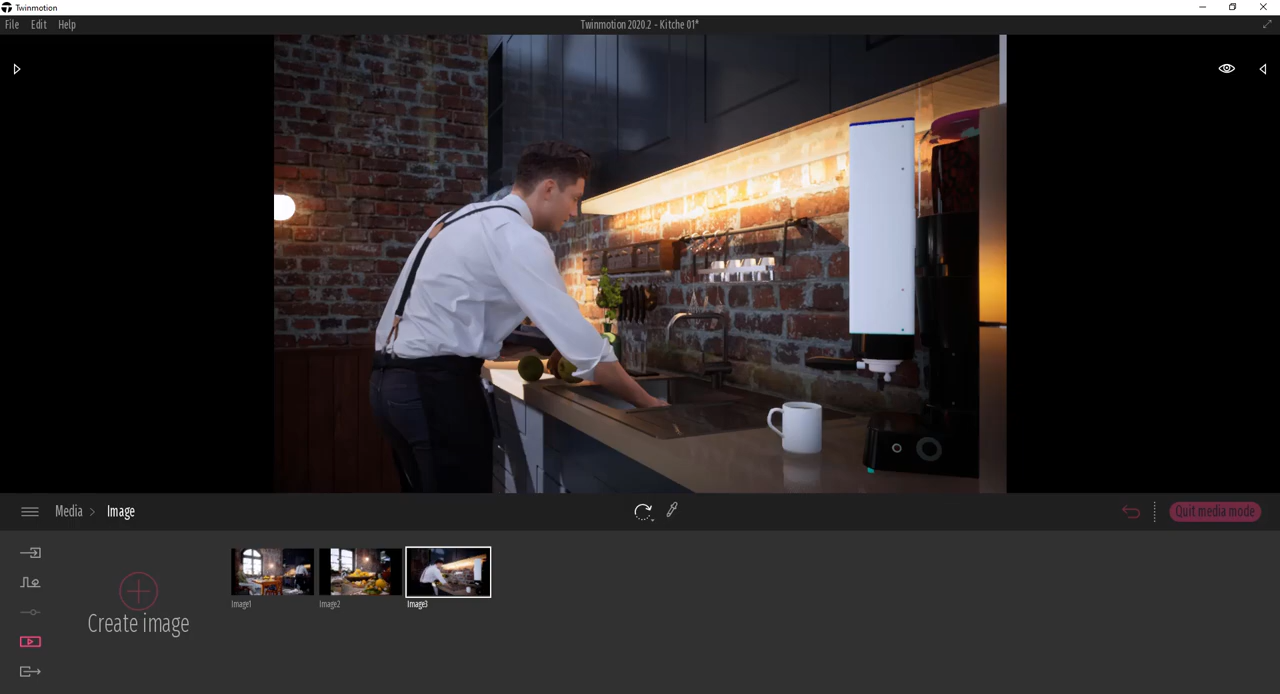 Twinmotion
File Edit Help
Twinmotion 2020.2 - Kitche 01*
Media > Image
Quit media mode
Create image
Image1
Image2
Image3